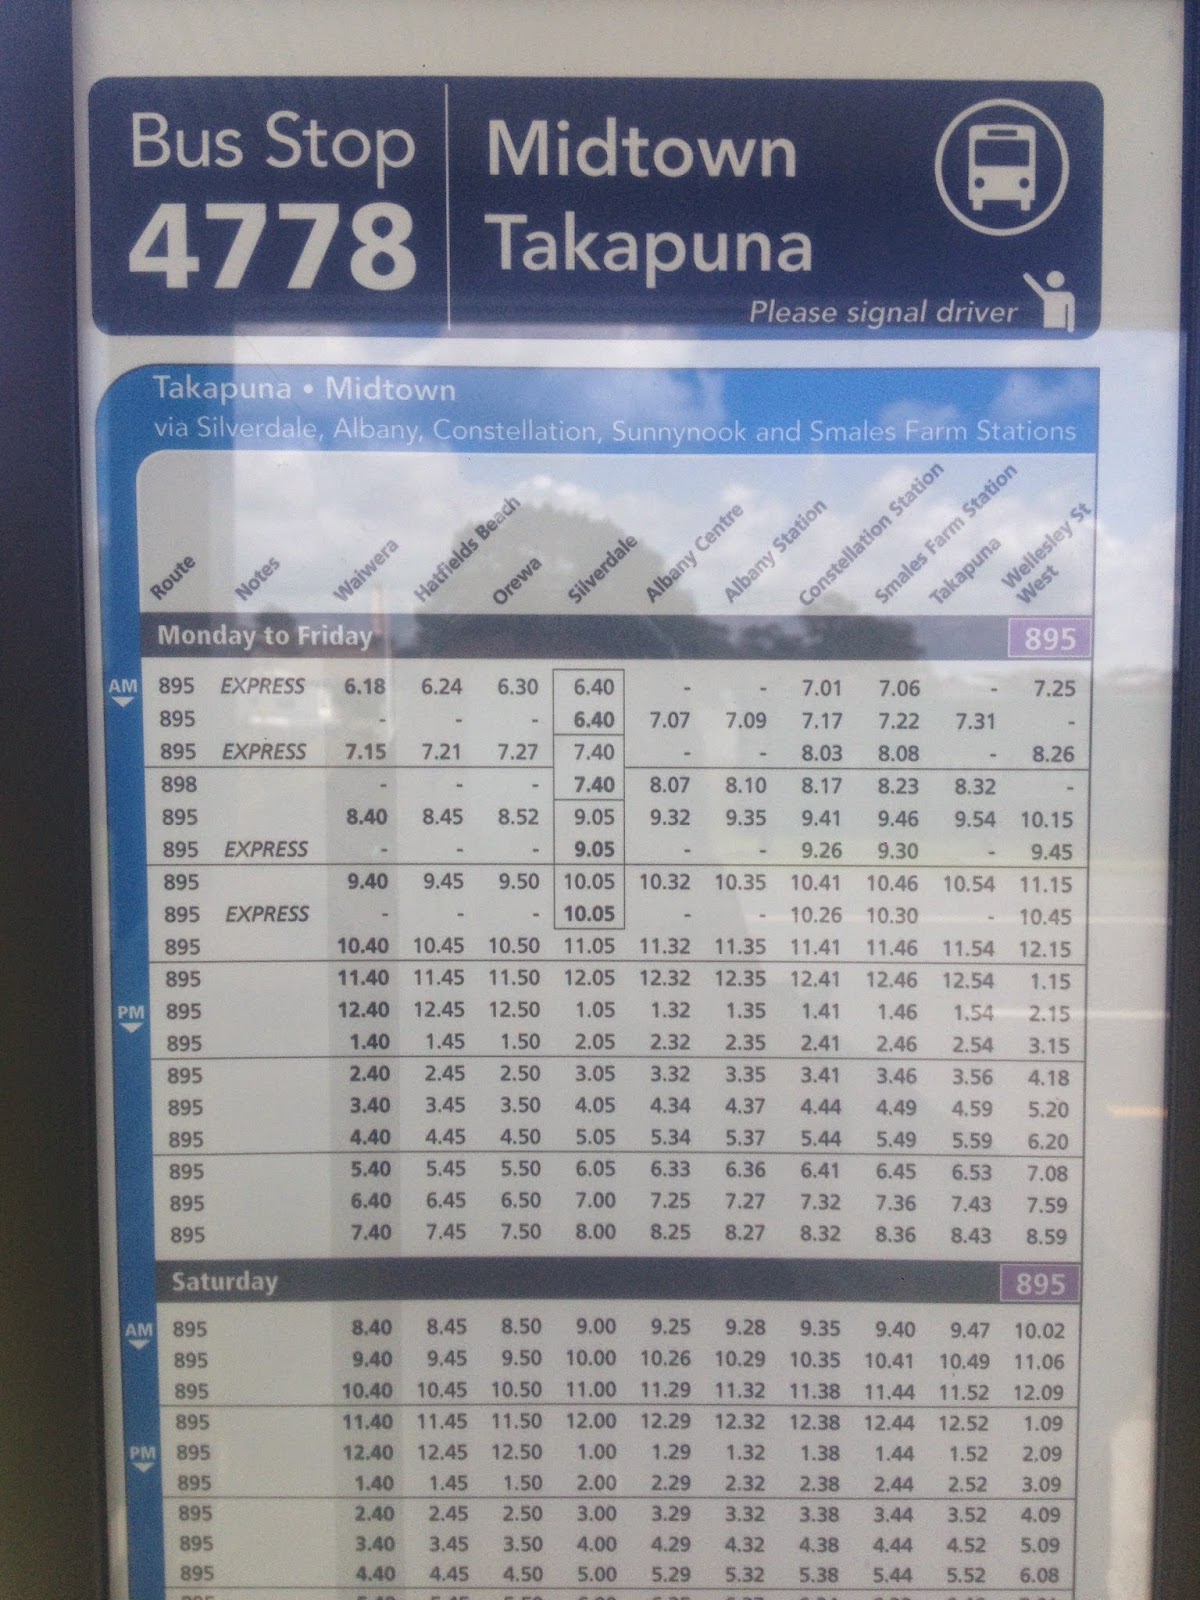 Bus Stop
4778
Midtown
Takapuna
Please signal driver
Takapuna • Midtown
via Silverdale, Albany, Constellation, Sunnynook and Smales Farm Stations
Route Notes Waiwera Hatfields Beach Orewa Silverdale Albany Centre Albany Station Constellation Station Smales Farm Station Takapuna Wellesley St West
Monday to Friday 895
AM 895 EXPRESS 6.18 6.24 6.30 6.40 - - 7.01 7.06 - 7.25
895 - - - 6.40 7.07 7.09 7.17 7.22 7.31 -
895 EXPRESS 7.15 7.21 7.27 7.40 - - 8.03 8.08 - 8.26
898 - - - 7.40 8.07 8.10 8.17 8.23 8.32 -
895 8.40 8.45 8.52 9.05 9.32 9.35 9.41 9.46 9.54 10.15
895 EXPRESS - - - 9.05 - - 9.26 9.30 - 9.45
895 9.40 9.45 9.50 10.05 10.32 10.35 10.41 10.46 10.54 11.15
895 EXPRESS - - - 10.05 - - 10.26 10.30 - 10.45
895 10.40 10.45 10.50 11.05 11.32 11.35 11.41 11.46 11.54 12.15
895 11.40 11.45 11.50 12.05 12.32 12.35 12.41 12.46 12.54 1.15
PM 895 12.40 12.45 12.50 1.05 1.32 1.35 1.41 1.46 1.54 2.15
895 1.40 1.45 1.50 2.05 2.32 2.35 2.41 2.46 2.54 3.15
895 2.40 2.45 2.50 3.05 3.32 3.35 3.41 3.46 3.56 4.18
895 3.40 3.45 3.50 4.05 4.34 4.37 4.44 4.49 4.59 5.20
895 4.40 4.45 4.50 5.05 5.34 5.37 5.44 5.49 5.59 6.20
895 5.40 5.45 5.50 6.05 6.33 6.36 6.41 6.45 6.53 7.08
895 6.40 6.45 6.50 7.00 7.25 7.27 7.32 7.36 7.43 7.59
895 7.40 7.45 7.50 8.00 8.25 8.27 8.32 8.36 8.43 8.59
Saturday 895
AM 895 8.40 8.45 8.50 9.00 9.25 9.28 9.35 9.40 9.47 10.02
895 9.40 9.45 9.50 10.00 10.26 10.29 10.35 10.41 10.49 11.06
895 10.40 10.45 10.50 11.00 11.29 11.32 11.38 11.44 11.52 12.09
895 11.40 11.45 11.50 12.00 12.29 12.32 12.38 12.44 12.52 1.09
PM 895 12.40 12.45 12.50 1.00 1.29 1.32 1.38 1.44 1.52 2.09
895 1.40 1.45 1.50 2.00 2.29 2.32 2.38 2.44 2.52 3.09
895 2.40 2.45 2.50 3.00 3.29 3.32 3.38 3.44 3.52 4.09
895 3.40 3.45 3.50 4.00 4.29 4.32 4.38 4.44 4.52 5.09
895 4.40 4.45 4.50 5.00 5.29 5.32 5.38 5.44 5.52 6.08